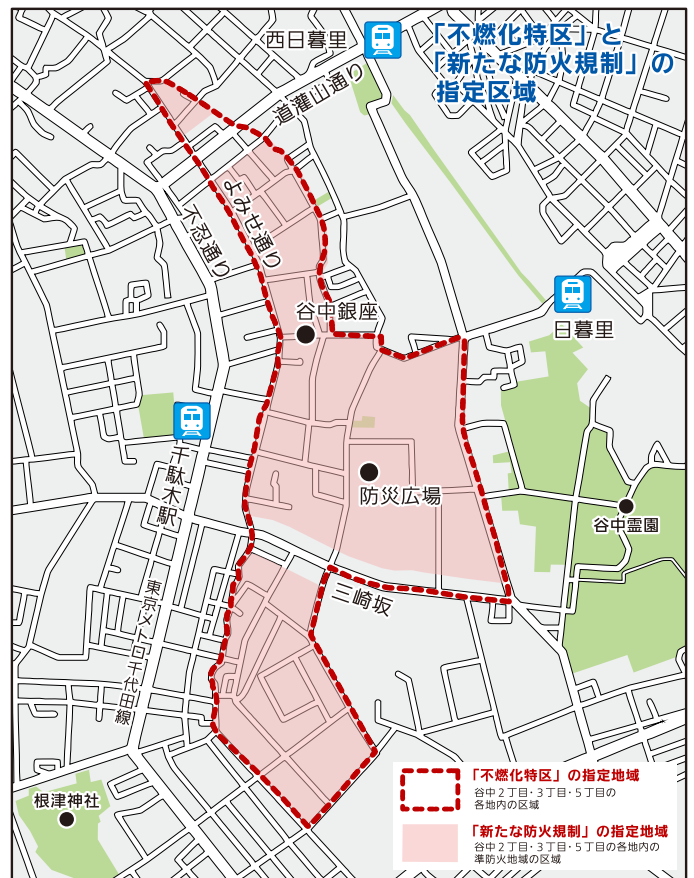 「不燃化特区」と
「新たな防火規制」の
指定区域
西日暮里
道灌山通り
よみせ通り
不忍通り
谷中銀座
日暮里
千駄木駅
防災広場
谷中霊園
三崎坂
東京メトロ千代田線
根津神社
「不燃化特区」の指定地域
谷中2丁目・3丁目・5丁目の
各地内の区域
「新たな防火規制」の指定地域
谷中2丁目・3丁目・5丁目の各地内の
準防火地域の区域